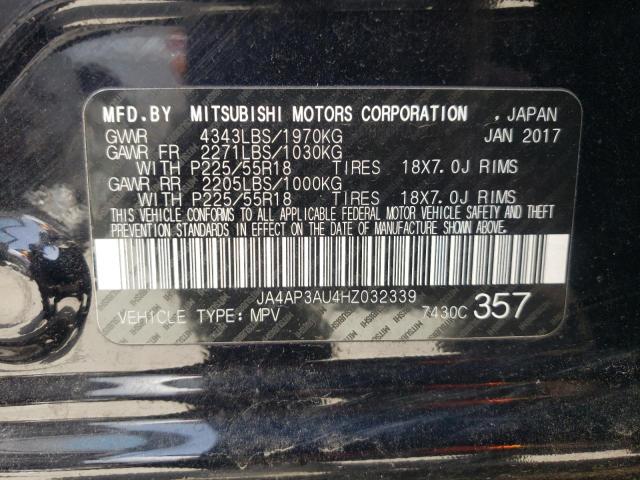 MFD.BY MITSUBISHI MOTORS CORPORATION . JAPAN
GVWR 4343LBS/1970KG JAN 2017
GAWR FR 2271LBS/1030KG
WITH P225/55R18 TIRES 18X7.0J RIMS
GAWR RR 2205LBS/1000KG
WITH P225/55R18 TIRES 18X7.0J RIMS
THIS VEHICLE CONFORMS TO ALL APPLICABLE FEDERAL MOTOR VEHICLE SAFETY AND THEFT
PREVENTION STANDARDS IN EFFECT ON THE DATE OF MANUFACTURE SHOWN ABOVE.
JA4AP3AU4HZ032339
VEHICLE TYPE: MPV 7430C 357